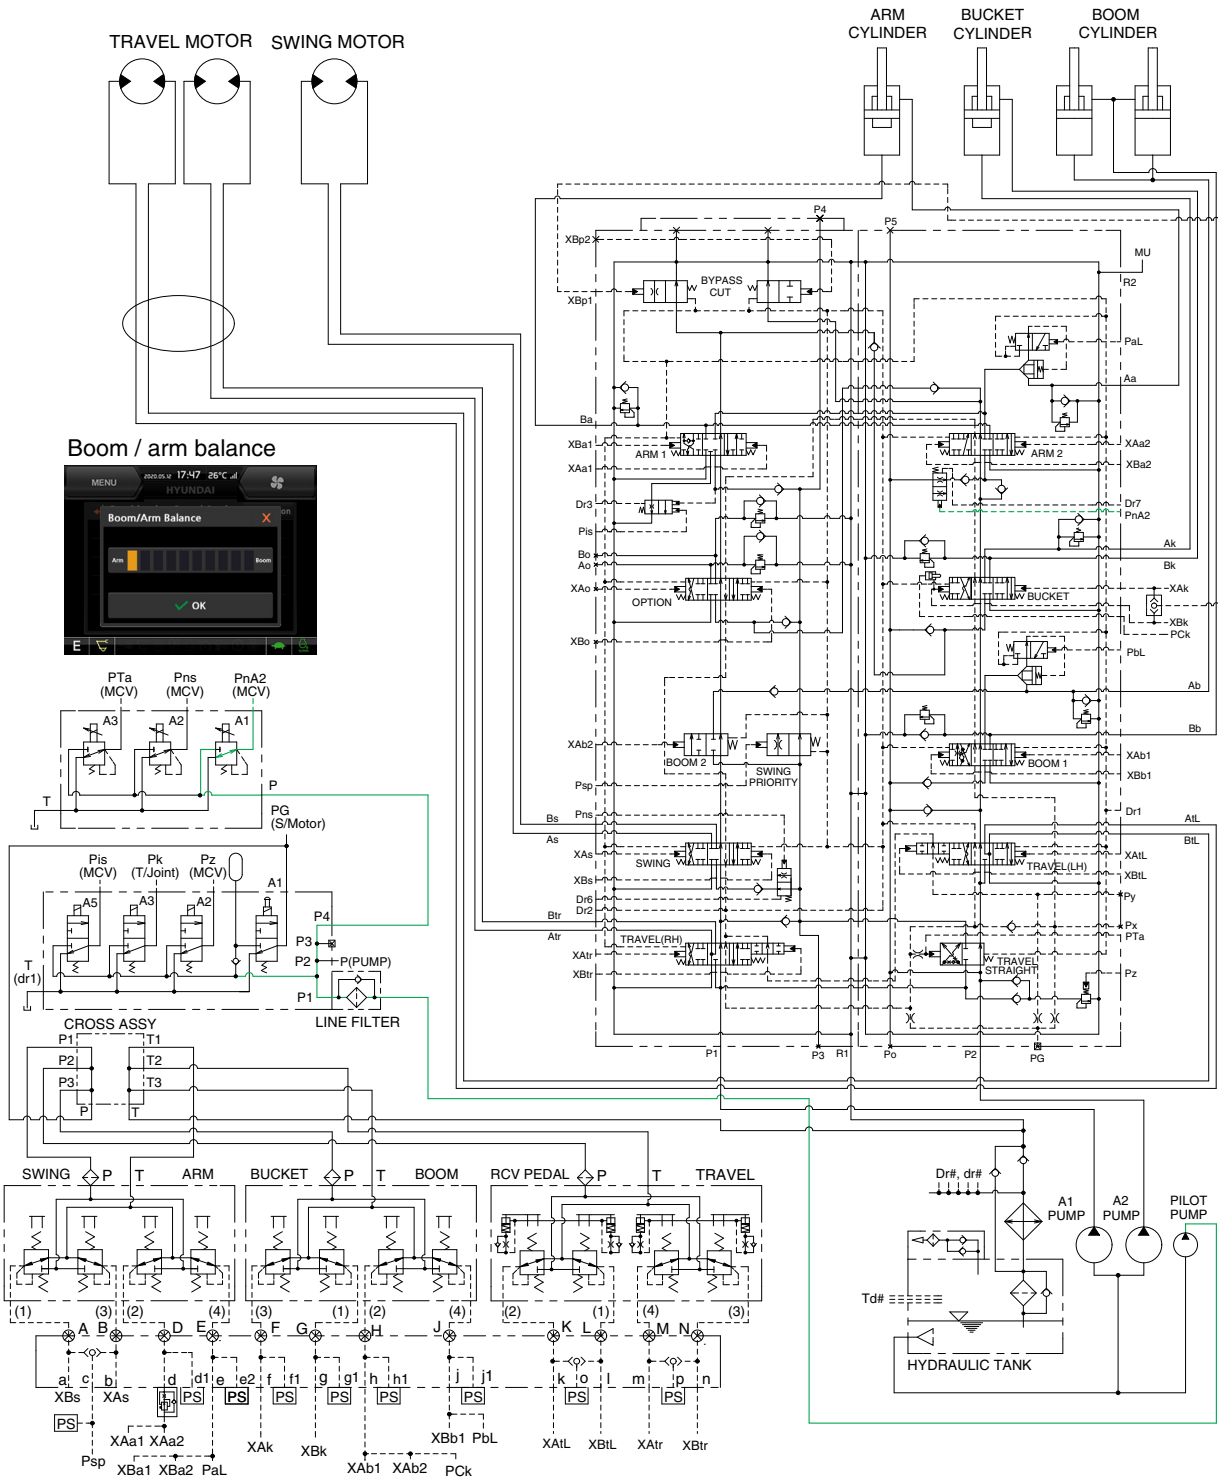 ARM CYLINDER
BUCKET CYLINDER
BOOM CYLINDER
TRAVEL MOTOR
SWING MOTOR
P4
P5
XBp2
MU
R2
BYPASS CUT
XBp1
PaL
Aa
Ba
XBa1
XAa1
ARM 1
ARM 2
XAa2
XBa2
Dr3
Dr7
PnA2
Pis
Ak
Bo
Ao
Bk
XAo
XAk
OPTION
BUCKET
XBk
PCk
XBo
PbL
Ab
Bb
XAb2
BOOM 2
SWING PRIORITY
BOOM 1
XAb1
XBb1
Psp
Pns
Dr1
Bs
As
AtL
BtL
XAs
SWING
TRAVEL(LH)
XAtL
XBs
XBtL
Dr6
Dr2
Py
Btr
Px
Atr
TRAVEL(RH)
PTa
XAtr
TRAVEL STRAIGHT
XBtr
Pz
P1
P3
R1
Po
P2
PG
Boom / arm balance
MENU
2020.05.12 17:47 26°C
HYUNDAI
on
Boom/Arm Balance X
Arm
Boom
OK
E
PTa (MCV)
Pns (MCV)
PnA2 (MCV)
A3
A2
A1
P
T
PG (S/Motor)
Pis (MCV)
Pk (T/Joint)
Pz (MCV)
A1
A5
A3
A2
P4
P3
P2
P(PUMP)
T (dr1)
P1
LINE FILTER
CROSS ASSY
P1
T1
P2
T2
P3
T3
P
T
SWING
P
T
ARM
BUCKET
P
T
BOOM
RCV PEDAL
P
T
TRAVEL
(1)
(3)
(2)
(4)
(3)
(1)
(2)
(4)
(2)
(1)
(4)
(3)
A
B
D
E
F
G
H
J
K
L
M
N
a
c
b
d
d1
e
e2
f
f1
g
g1
h
h1
j
j1
k
o
l
m
p
n
XBs
XAs
PS
PS
PS
PS
PS
PS
PS
PS
PS
Psp
XAa1
XAa2
XBa1
XBa2
PaL
XAk
XBk
XAb1
XAb2
PCk
XBb1
PbL
XAtL
XBtL
XAtr
XBtr
Dr#, dr#
A1 PUMP
A2 PUMP
PILOT PUMP
Td#
HYDRAULIC TANK